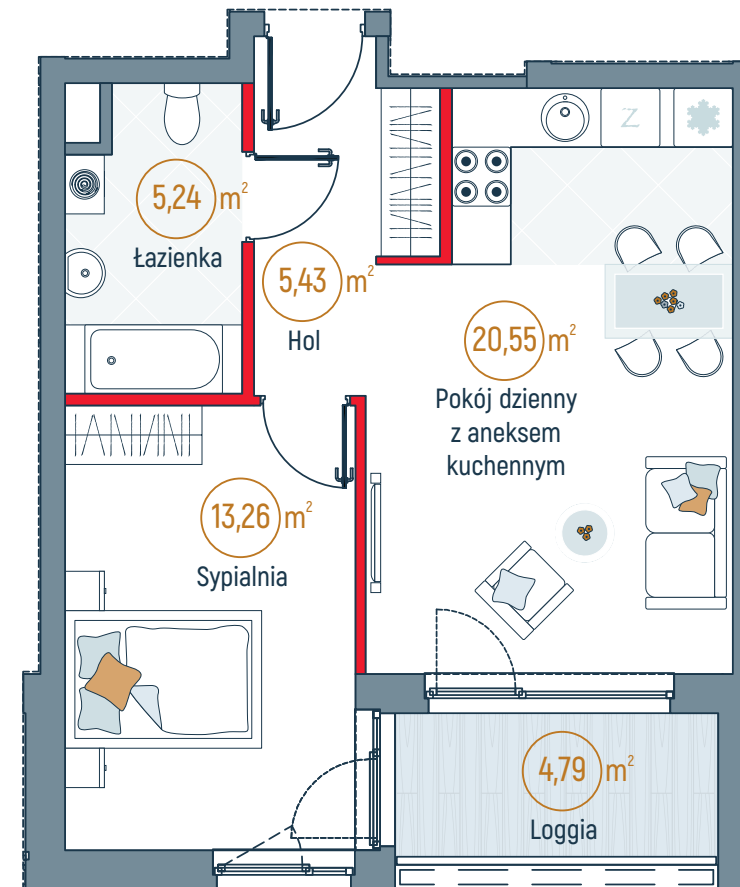 5,24 m²
Łazienka
5,43 m²
Hol
Z
20,55 m²
Pokój dzienny
z aneksem
kuchennym
13,26 m²
Sypialnia
4,79 m²
Loggia